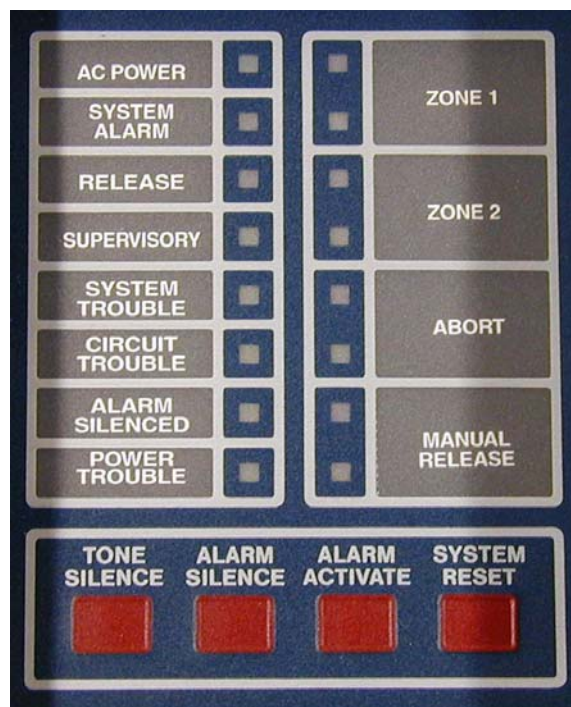 AC POWER
SYSTEM
ALARM
RELEASE
SUPERVISORY
SYSTEM
TROUBLE
CIRCUIT
TROUBLE
ALARM
SILENCED
POWER
TROUBLE
ZONE 1
ZONE 2
ABORT
MANUAL
RELEASE
TONE
SILENCE
ALARM
SILENCE
ALARM
ACTIVATE
SYSTEM
RESET